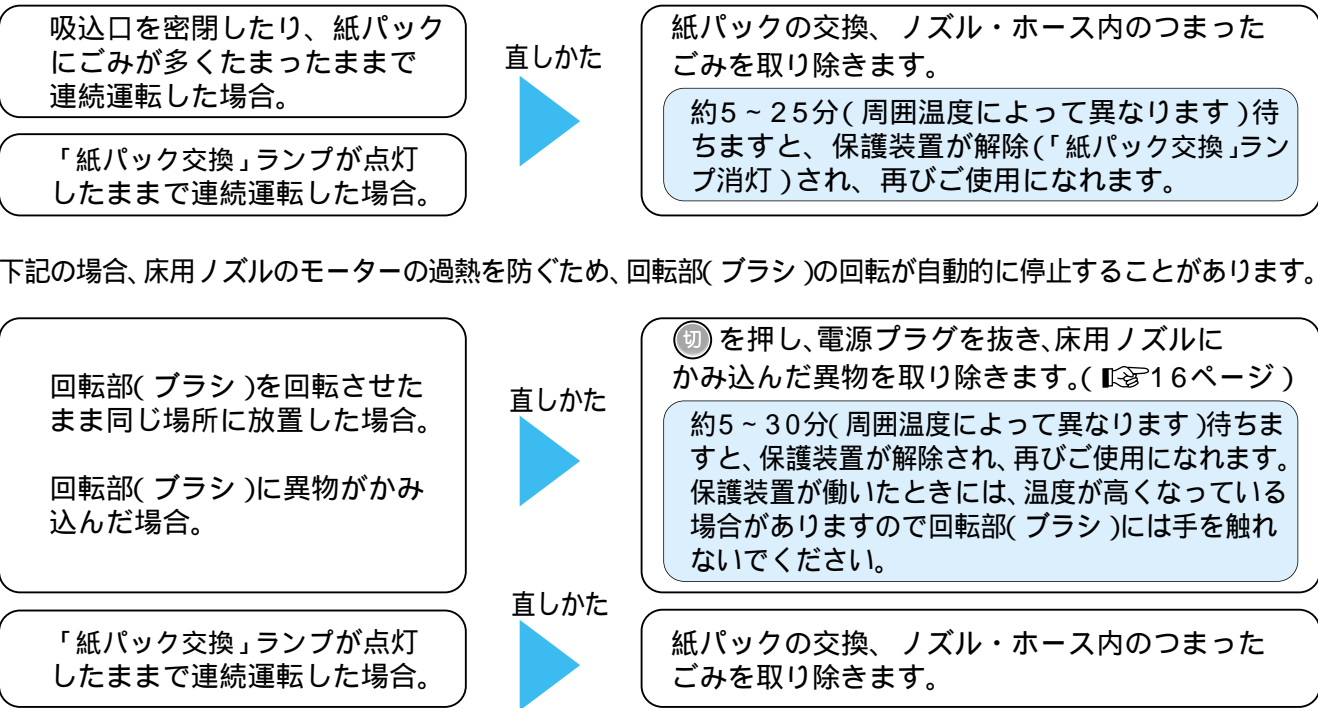 吸込口を密閉したり、紙パック
にごみが多くたまったままで
連続運転した場合。
「紙パック交換」ランプが点灯
したままで連続運転した場合。
直しかた
紙パックの交換、ノズル・ホース内のつまった
ごみを取り除きます。
約5~25分(周囲温度によって異なります)待
ちますと、保護装置が解除(「紙パック交換」ラン
プ消灯)され、再びご使用になれます。
下記の場合、床用ノズルのモーターの過熱を防ぐため、回転部(ブラシ)の回転が自動的に停止することがあります。
回転部(ブラシ)を回転させた
まま同じ場所に放置した場合。
回転部(ブラシ)に異物がかみ
込んだ場合。
直しかた
切を押し、電源プラグを抜き、床用ノズルに
かみ込んだ異物を取り除きます。(☞16ページ)
約5~30分(周囲温度によって異なります)待ちま
すと、保護装置が解除され、再びご使用になれます。
保護装置が働いたときには、温度が高くなっている
場合がありますので回転部(ブラシ)には手を触れ
ないでください。
「紙パック交換」ランプが点灯
したままで連続運転した場合。
直しかた
紙パックの交換、ノズル・ホース内のつまった
ごみを取り除きます。